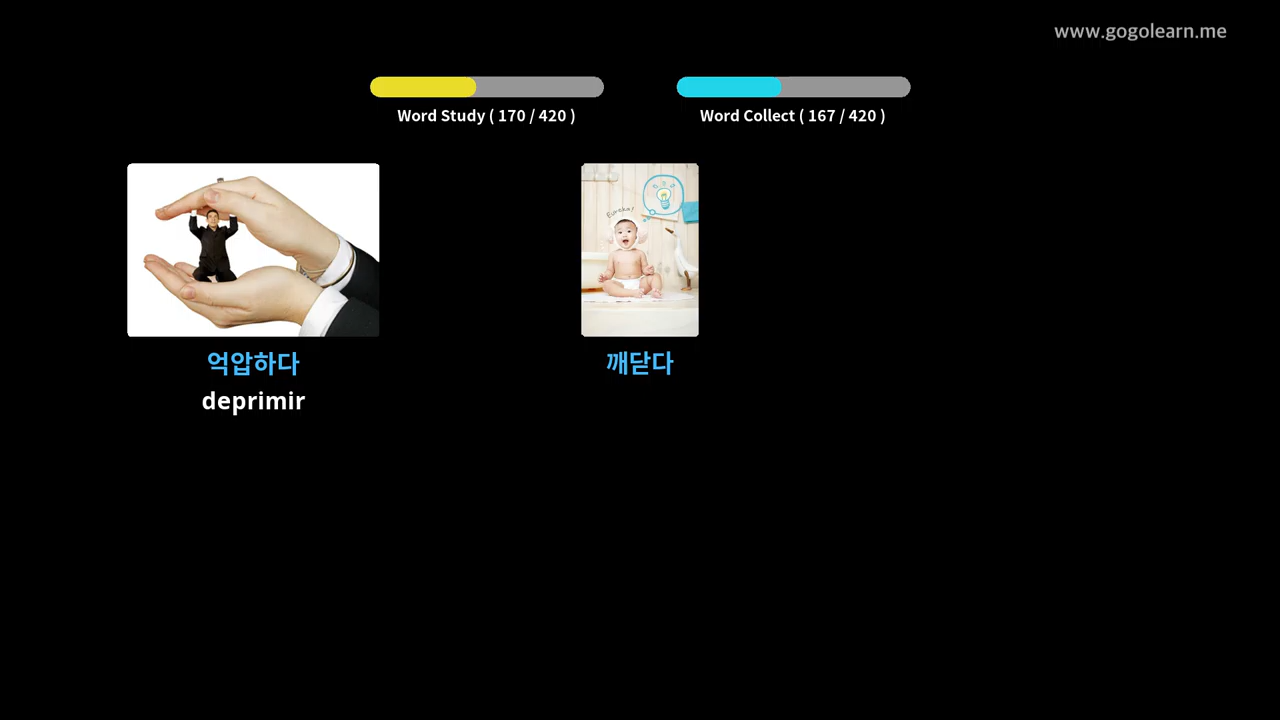 www.gogolearn.me
Word Study ( 170 / 420 )
Word Collect ( 167 / 420 )
Eureka!
억압하다
깨닫다
deprimir